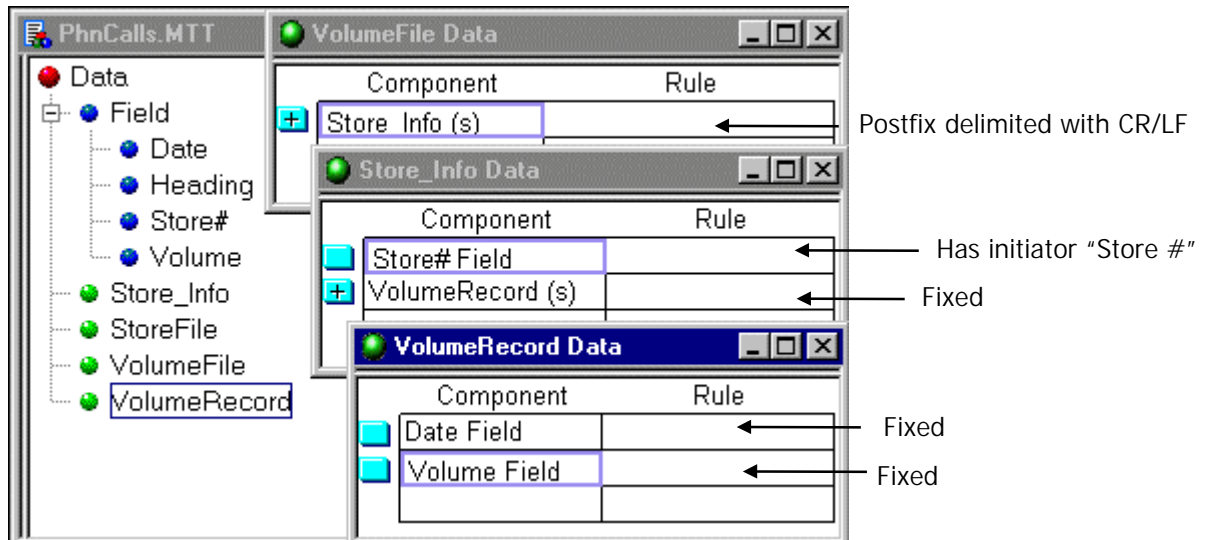 PhnCalls.MTT
Data
Field
Date
Heading
Store#
Volume
Store_Info
StoreFile
VolumeFile
VolumeRecord
VolumeFile Data
Component Rule
Store_Info (s)
Postfix delimited with CR/LF
Store_Info Data
Component Rule
Store# Field
Has initiator “Store #”
VolumeRecord (s)
Fixed
VolumeRecord Data
Component Rule
Date Field
Fixed
Volume Field
Fixed